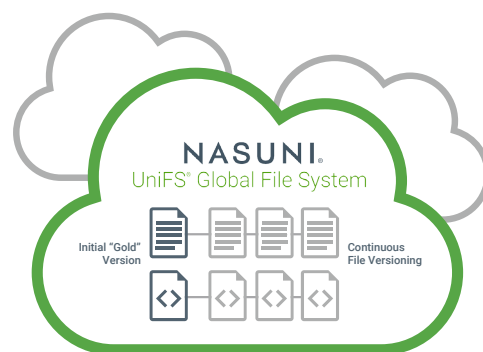 NASUNI®
UniFS® Global File System
Initial “Gold”
Version
Continuous
File Versioning